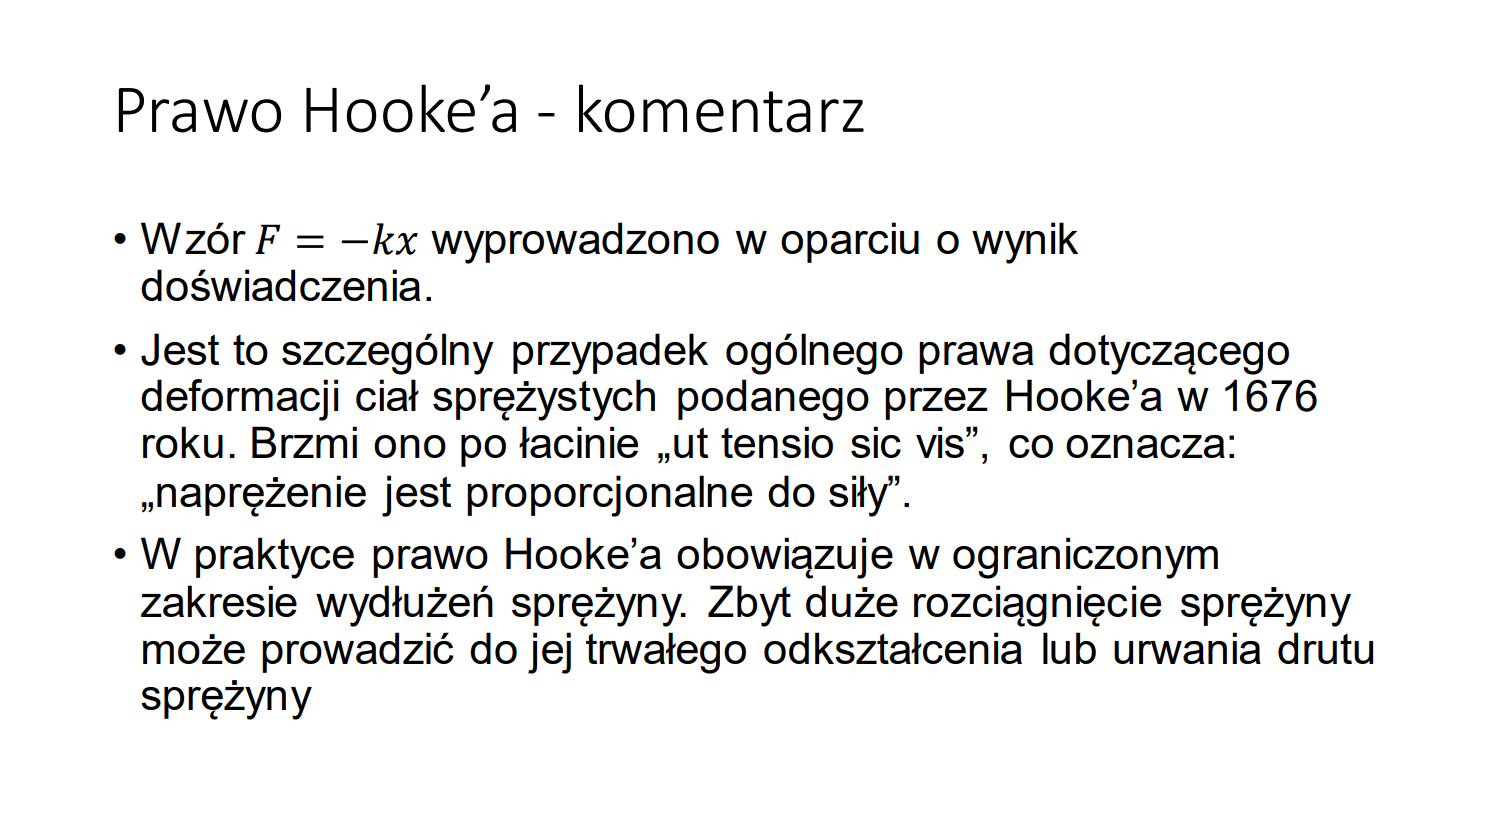 Prawo Hooke’a - komentarz
• Wzór 𝐹 = −𝑘𝑥 wyprowadzono w oparciu o wynik
doświadczenia.
• Jest to szczególny przypadek ogólnego prawa dotyczącego
deformacji ciał sprężystych podanego przez Hooke’a w 1676
roku. Brzmi ono po łacinie „ut tensio sic vis”, co oznacza:
„naprężenie jest proporcjonalne do siły”.
• W praktyce prawo Hooke’a obowiązuje w ograniczonym
zakresie wydłużeń sprężyny. Zbyt duże rozciągnięcie sprężyny
może prowadzić do jej trwałego odkształcenia lub urwania drutu
sprężyny